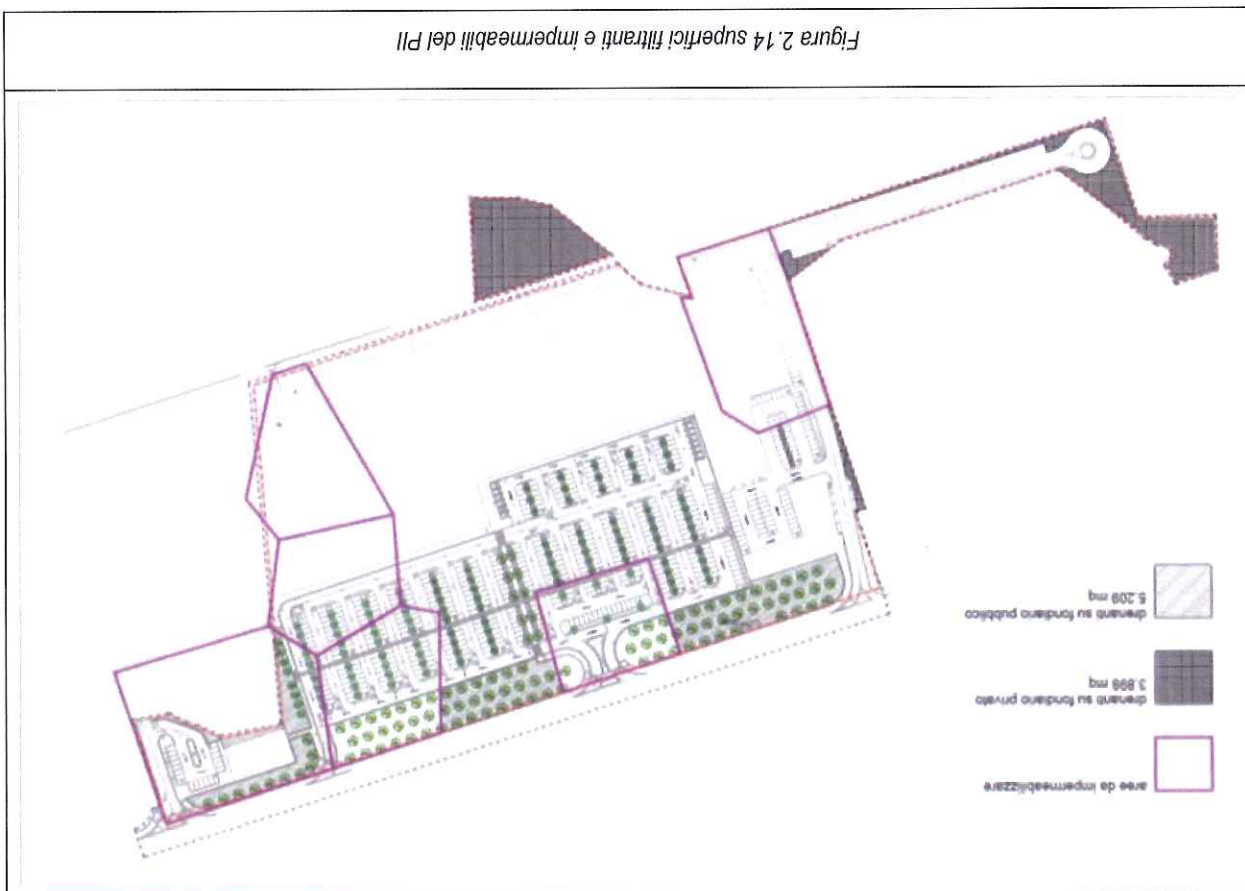 aree da impermeabilizzare
drenanti su fondiario privato
3.899 mq
drenanti su fondiario pubblico
5.209 mq
Figura 2.14 superfici filtranti e impermeabili del PII